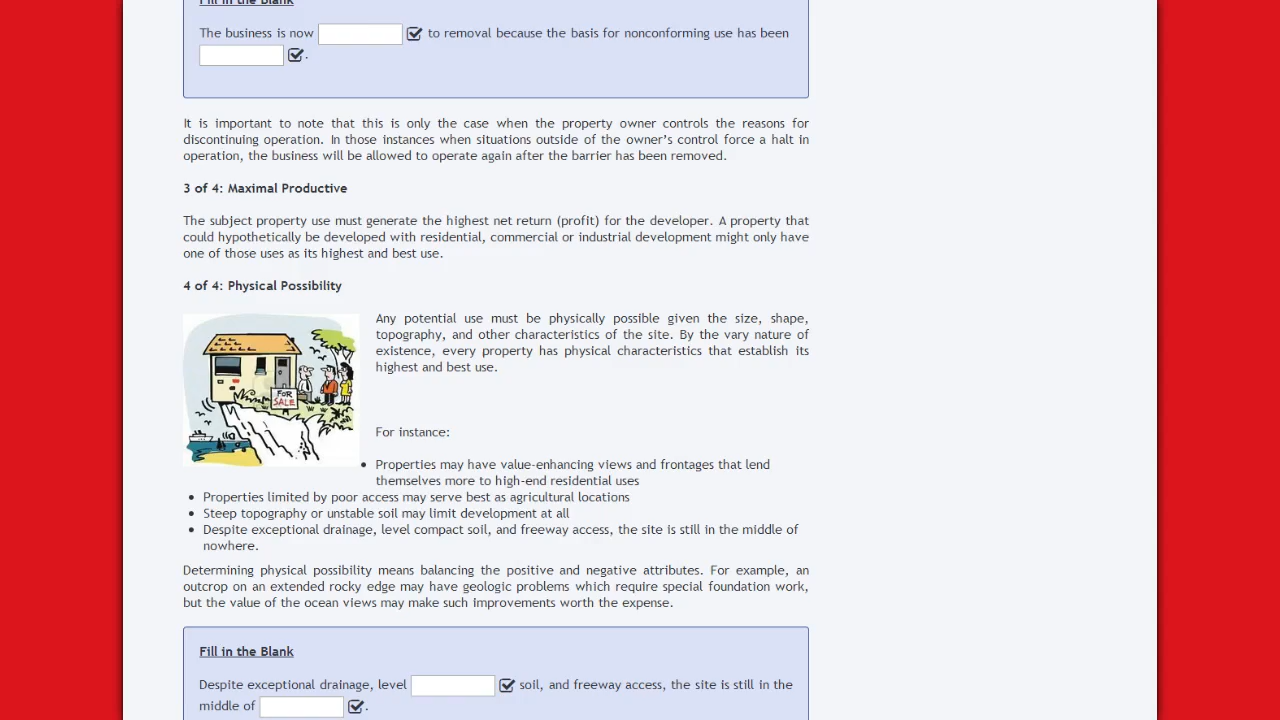 Fill in the Blank
The business is now to removal because the basis for nonconforming use has been
.
It is important to note that this is only the case when the property owner controls the reasons for
discontinuing operation. In those instances when situations outside of the owner's control force a halt in
operation, the business will be allowed to operate again after the barrier has been removed.
3 of 4: Maximal Productive
The subject property use must generate the highest net return (profit) for the developer. A property that
could hypothetically be developed with residential, commercial or industrial development might only have
one of those uses as its highest and best use.
4 of 4: Physical Possibility
Any potential use must be physically possible given the size, shape,
topography, and other characteristics of the site. By the vary nature of
existence, every property has physical characteristics that establish its
highest and best use.
FOR
SALE
For instance:
• Properties may have value-enhancing views and frontages that lend
themselves more to high-end residential uses
• Properties limited by poor access may serve best as agricultural locations
• Steep topography or unstable soil may limit development at all
• Despite exceptional drainage, level compact soil, and freeway access, the site is still in the middle of
nowhere.
Determining physical possibility means balancing the positive and negative attributes. For example, an
outcrop on an extended rocky edge may have geologic problems which require special foundation work,
but the value of the ocean views may make such improvements worth the expense.
Fill in the Blank
Despite exceptional drainage, level soil, and freeway access, the site is still in the
middle of .